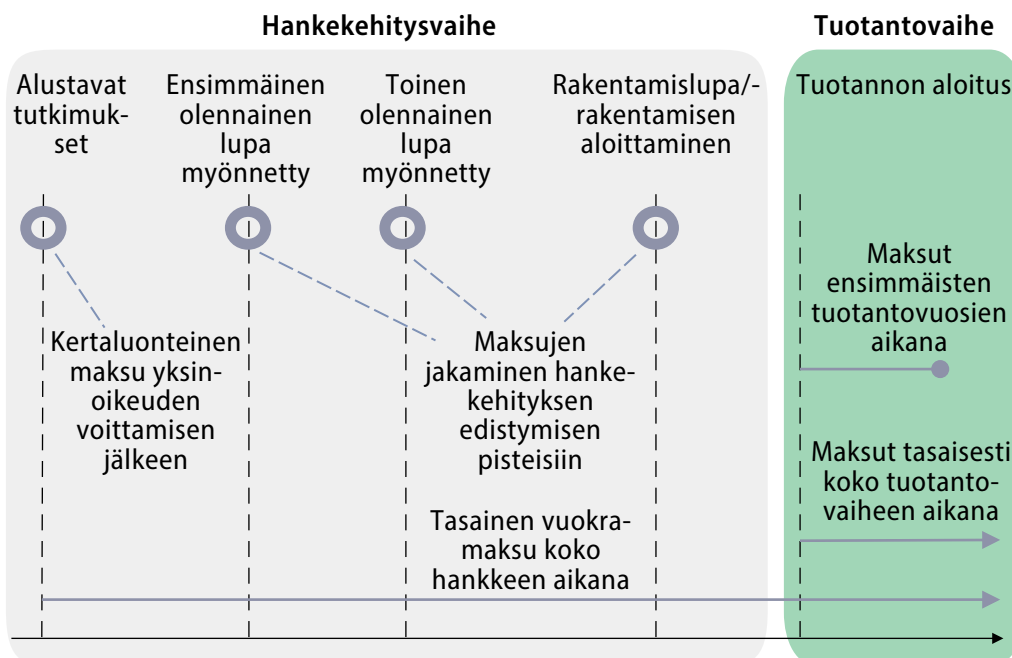 Hankekehitysvaihe
Tuotantovaihe
Alustavat
tutkimuk-
set
Ensimmäinen
olennainen
lupa
myönnetty
Toinen
olennainen
lupa
myönnetty
Rakentamislupa/-
rakentamisen
aloittaminen
Tuotannon aloitus
Maksut
ensimmäisten
tuotantovuosien
aikana
Kertaluonteinen
maksu yksin-
oikeuden
voittamisen
jälkeen
Maksujen
jakaminen hanke-
kehityksen
edistymisen
pisteisiin
Maksut tasaisesti
koko tuotanto-
vaiheen aikana
Tasainen vuokra-
maksu koko
hankkeen aikana